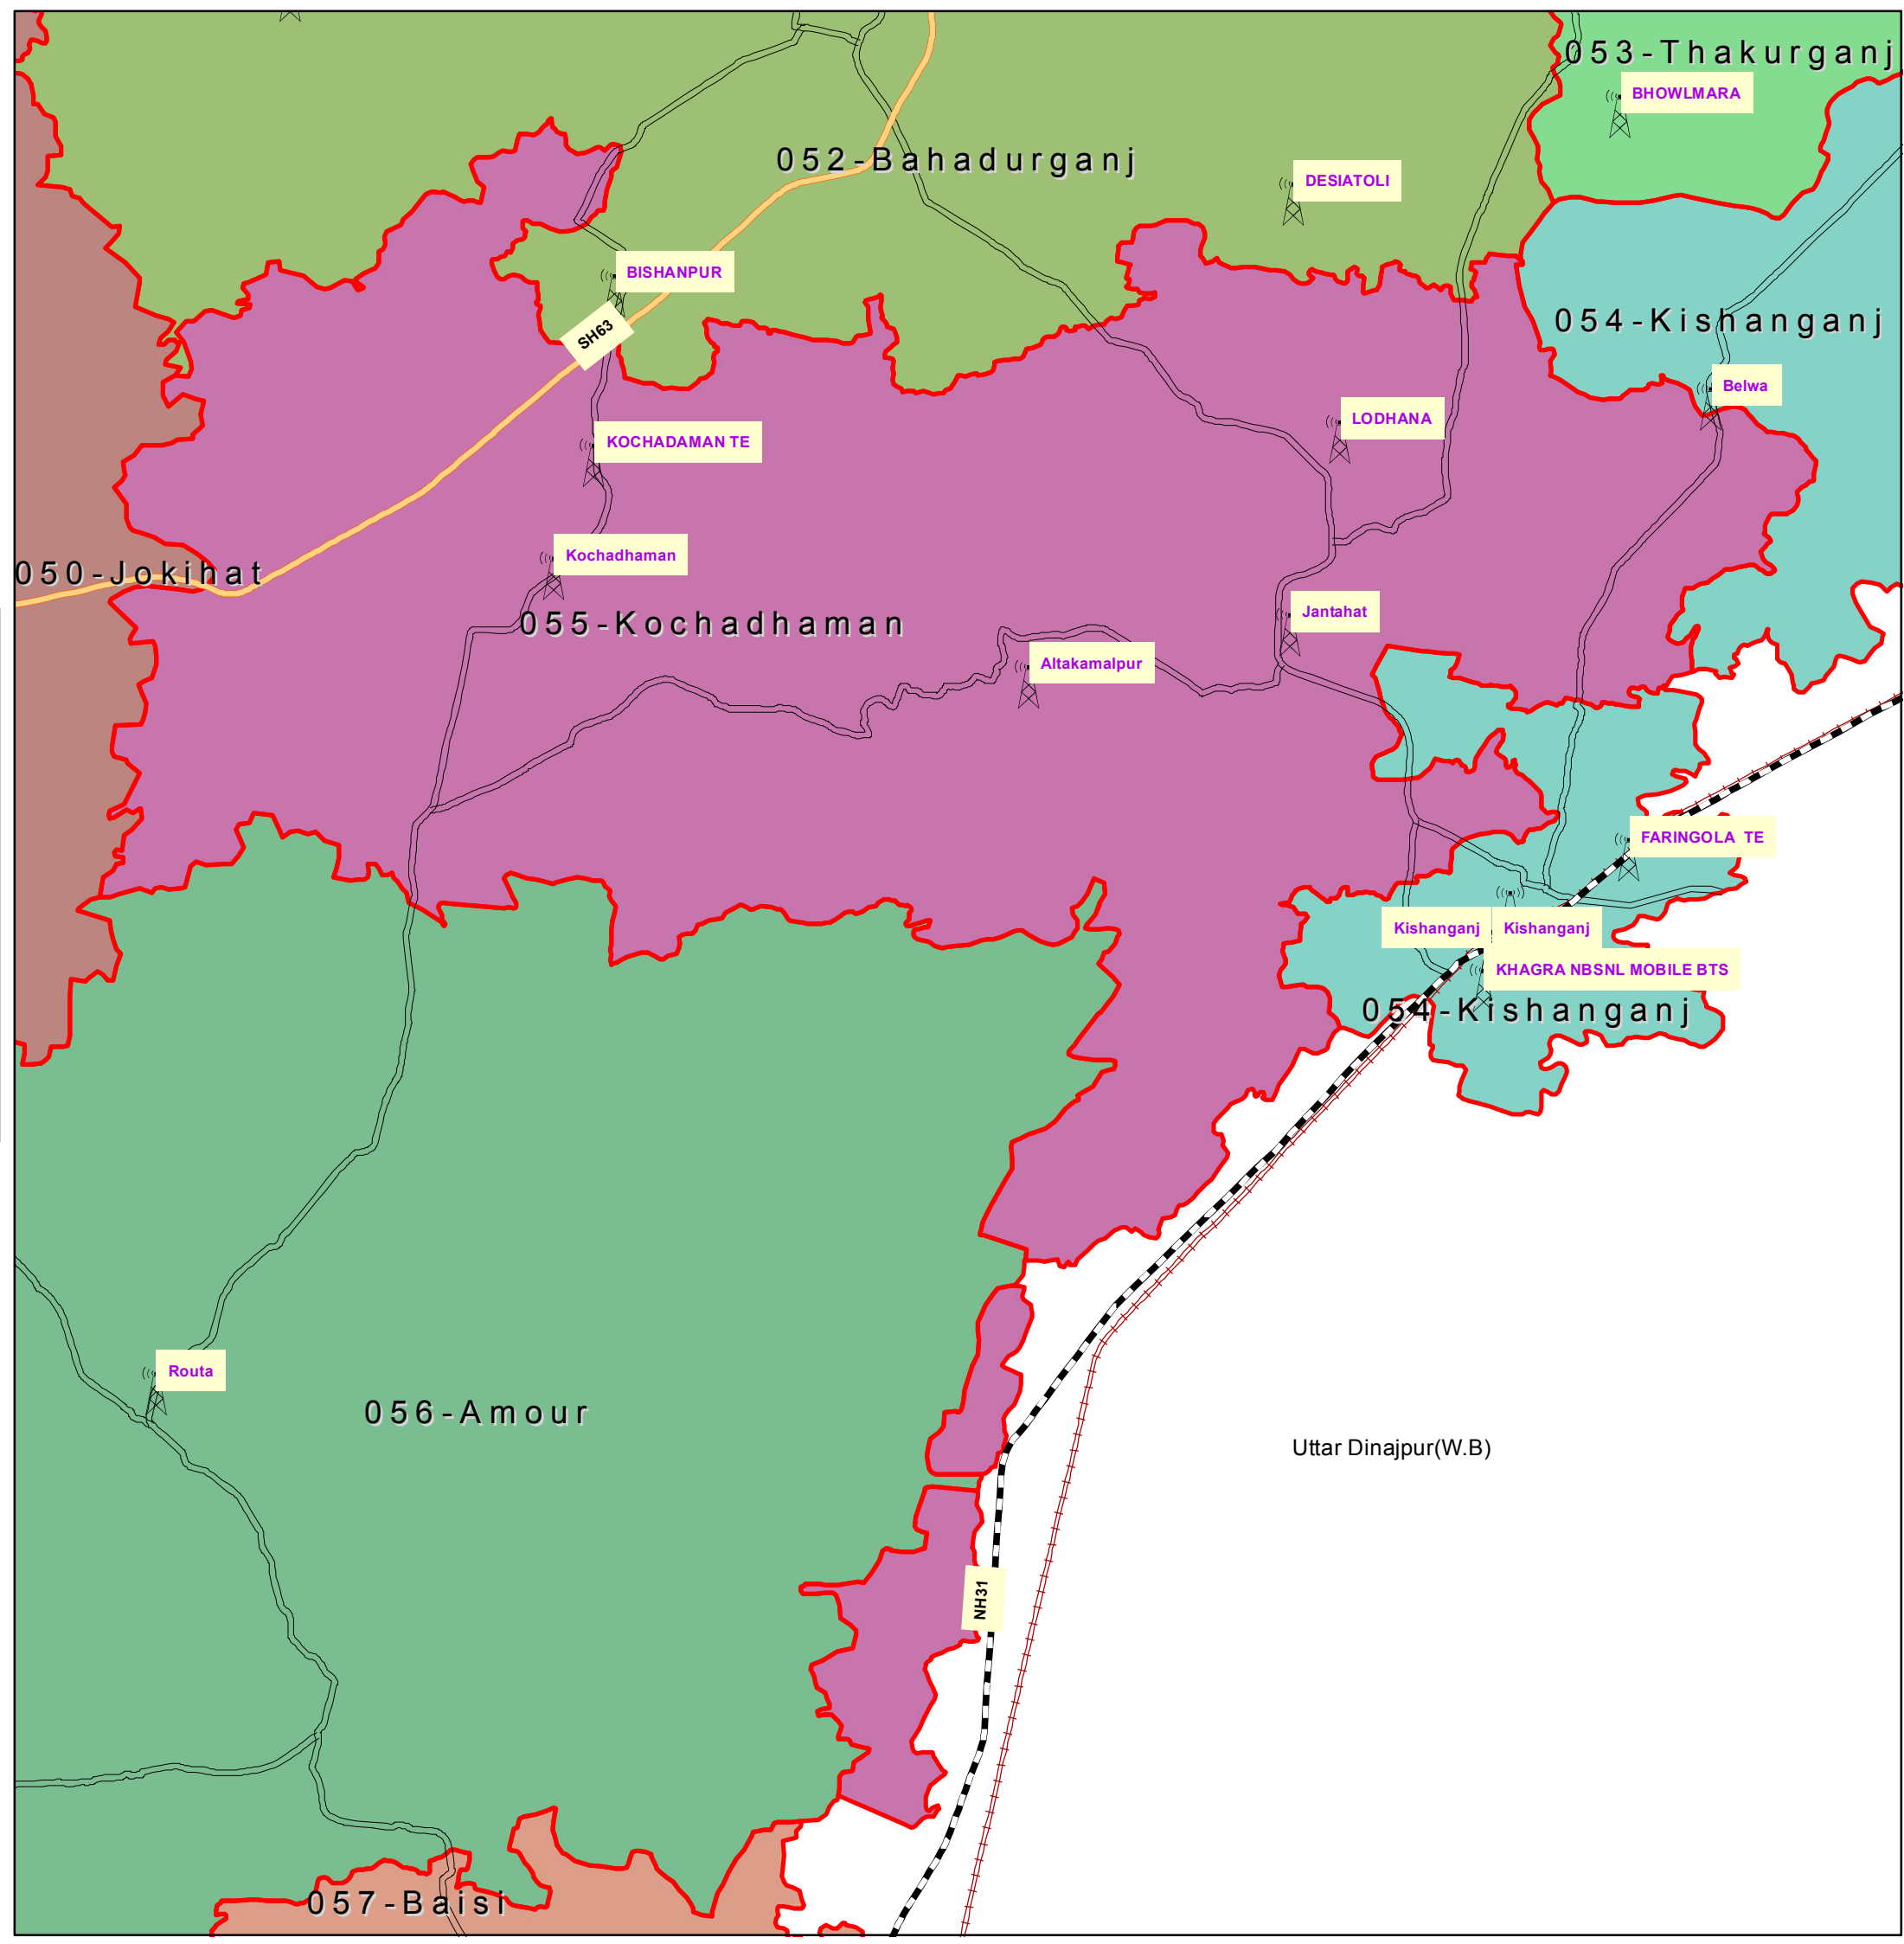 053-Thakurganj
BHOWLMARA
052-Bahadurganj
DESIATOLI
BISHANPUR
SH63
054-Kishanganj
Belwa
LODHANA
KOCHADAMAN TE
Kochadhaman
050-Jokihat
055-Kochadhaman
Jantahat
Altakamalpur
FARINGOLA TE
Kishanganj
Kishanganj
KHAGRA NBSNL MOBILE BTS
054-Kishanganj
Routa
056-Amour
Uttar Dinajpur(W.B)
NH31
057-Baisi